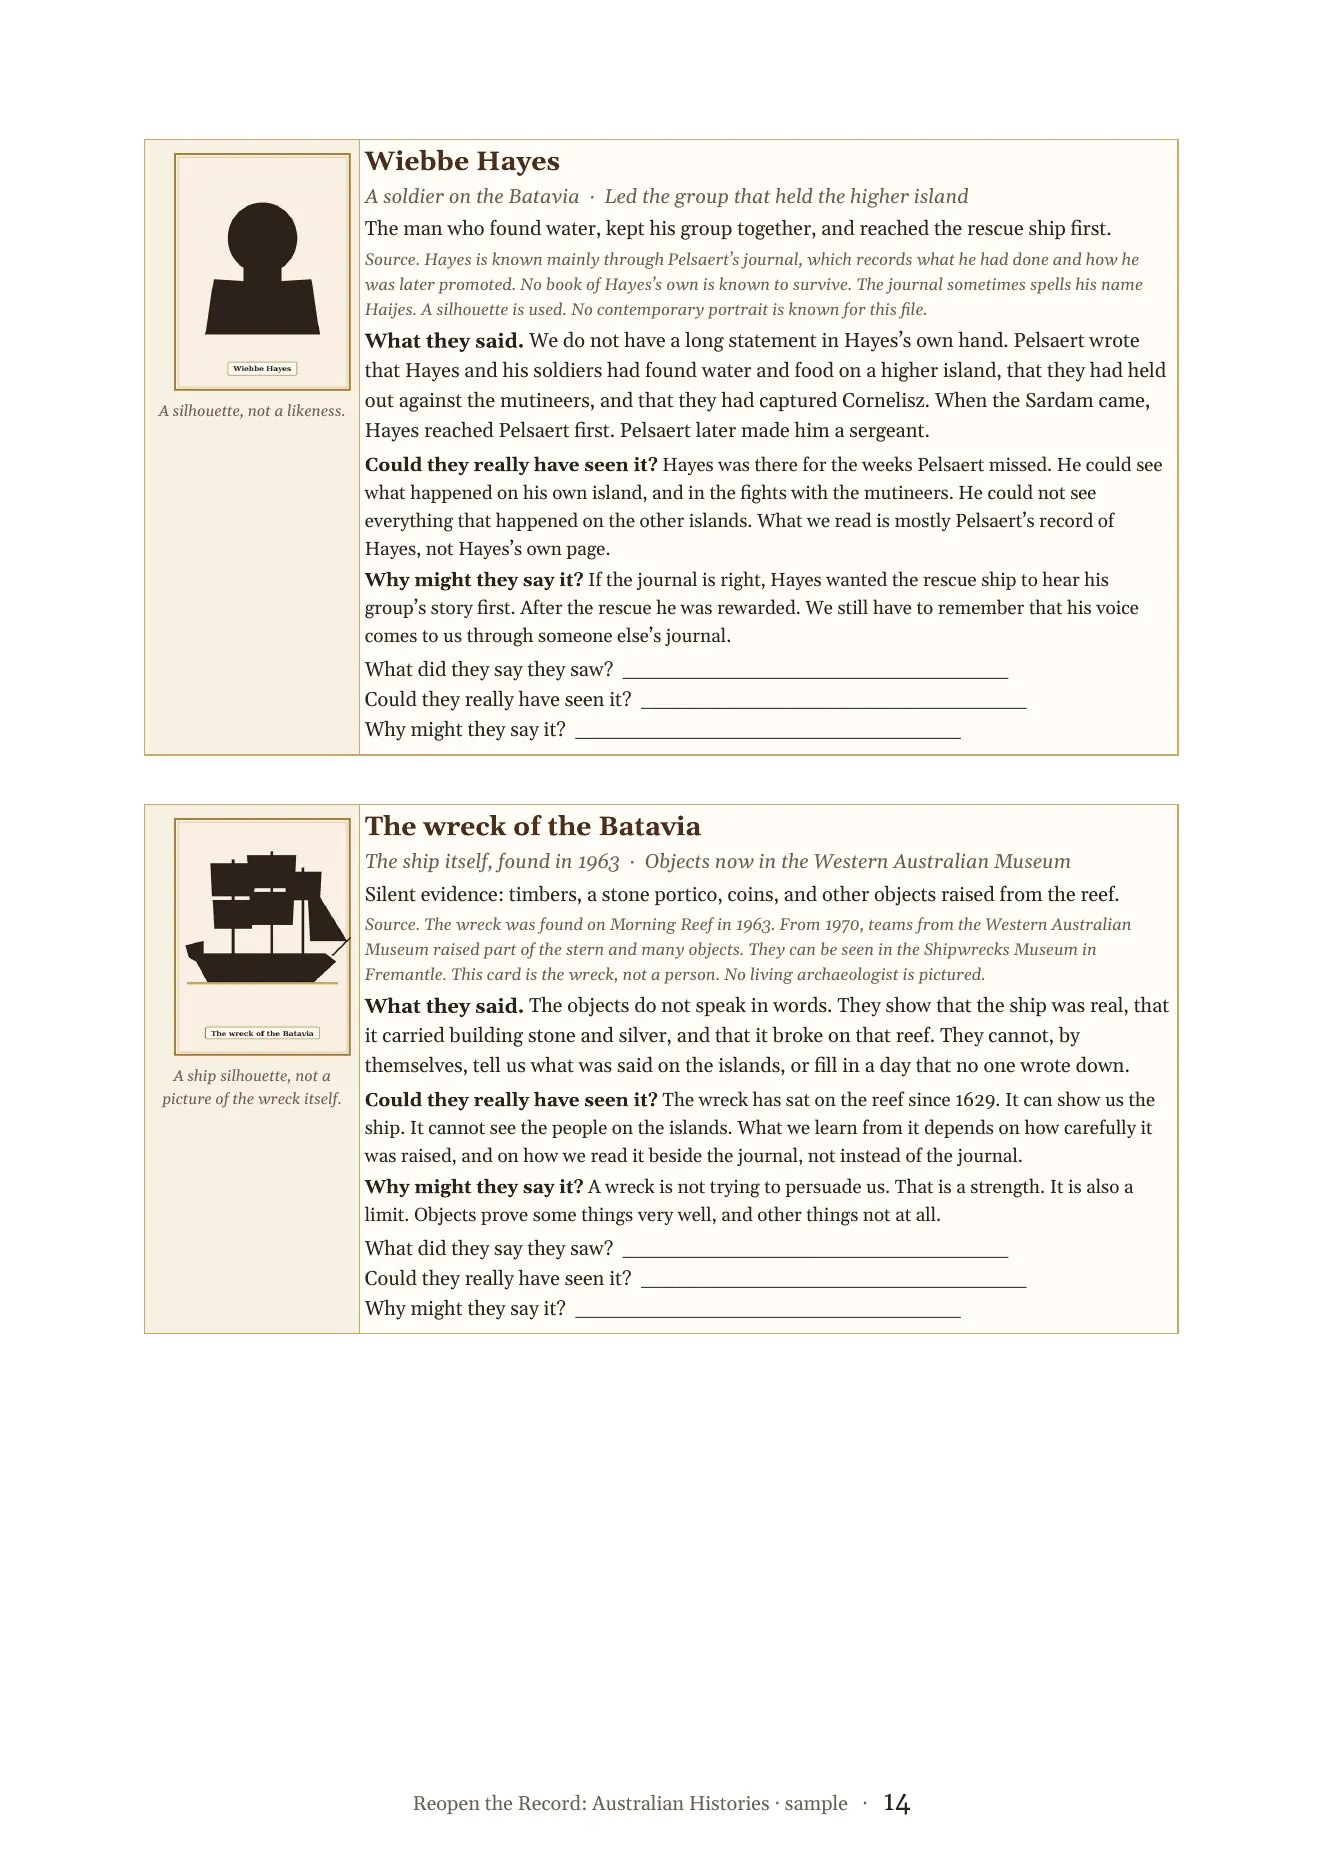 Wiebbe Hayes
A silhouette, not a likeness.
Wiebbe Hayes
A soldier on the Batavia · Led the group that held the higher island
The man who found water, kept his group together, and reached the rescue ship first.
Source. Hayes is known mainly through Pelsaert’s journal, which records what he had done and how he
was later promoted. No book of Hayes’s own is known to survive. The journal sometimes spells his name
Haijes. A silhouette is used. No contemporary portrait is known for this file.
What they said. We do not have a long statement in Hayes’s own hand. Pelsaert wrote
that Hayes and his soldiers had found water and food on a higher island, that they had held
out against the mutineers, and that they had captured Cornelisz. When the Sardam came,
Hayes reached Pelsaert first. Pelsaert later made him a sergeant.
Could they really have seen it? Hayes was there for the weeks Pelsaert missed. He could see
what happened on his own island, and in the fights with the mutineers. He could not see
everything that happened on the other islands. What we read is mostly Pelsaert’s record of
Hayes, not Hayes’s own page.
Why might they say it? If the journal is right, Hayes wanted the rescue ship to hear his
group’s story first. After the rescue he was rewarded. We still have to remember that his voice
comes to us through someone else’s journal.
What did they say they saw?
Could they really have seen it?
Why might they say it?
The wreck of the Batavia
A ship silhouette, not a
picture of the wreck itself.
The wreck of the Batavia
The ship itself, found in 1963 · Objects now in the Western Australian Museum
Silent evidence: timbers, a stone portico, coins, and other objects raised from the reef.
Source. The wreck was found on Morning Reef in 1963. From 1970, teams from the Western Australian
Museum raised part of the stern and many objects. They can be seen in the Shipwrecks Museum in
Fremantle. This card is the wreck, not a person. No living archaeologist is pictured.
What they said. The objects do not speak in words. They show that the ship was real, that
it carried building stone and silver, and that it broke on that reef. They cannot, by
themselves, tell us what was said on the islands, or fill in a day that no one wrote down.
Could they really have seen it? The wreck has sat on the reef since 1629. It can show us the
ship. It cannot see the people on the islands. What we learn from it depends on how carefully it
was raised, and on how we read it beside the journal, not instead of the journal.
Why might they say it? A wreck is not trying to persuade us. That is a strength. It is also a
limit. Objects prove some things very well, and other things not at all.
What did they say they saw?
Could they really have seen it?
Why might they say it?
Reopen the Record: Australian Histories · sample · 14